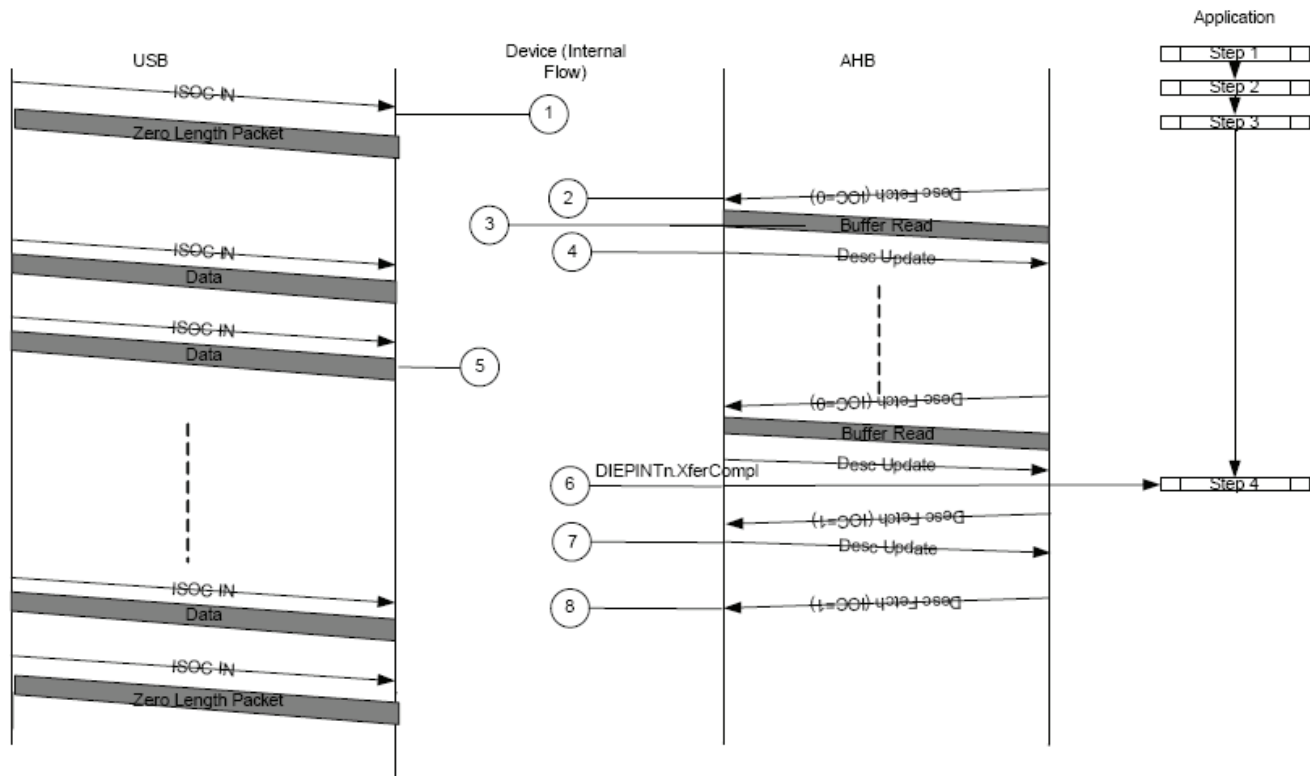 Application
USB
Device (Internal
Flow)
AHB
Step 1
Step 2
Step 3
ISOC IN
1
Zero Length Packet
2
Desc Fetch (IOC=0)
3
Buffer Read
4
Desc Update
ISOC IN
Data
ISOC IN
Data
5
Desc Fetch (IOC=0)
Buffer Read
Desc Update
DIEPINTn.XferCompl
6
Step 4
Desc Fetch (IOC=1)
7
Desc Update
ISOC IN
Data
8
Desc Fetch (IOC=1)
ISOC IN
Zero Length Packet